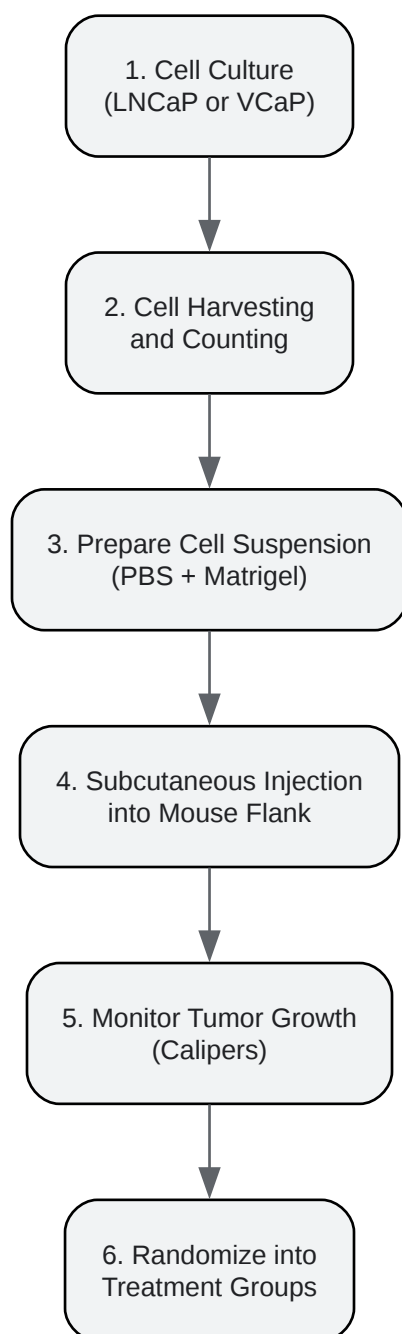 1. Cell Culture
(LNCaP or VCaP)
2. Cell Harvesting
and Counting
3. Prepare Cell Suspension
(PBS + Matrigel)
4. Subcutaneous Injection
into Mouse Flank
5. Monitor Tumor Growth
(Calipers)
6. Randomize into
Treatment Groups